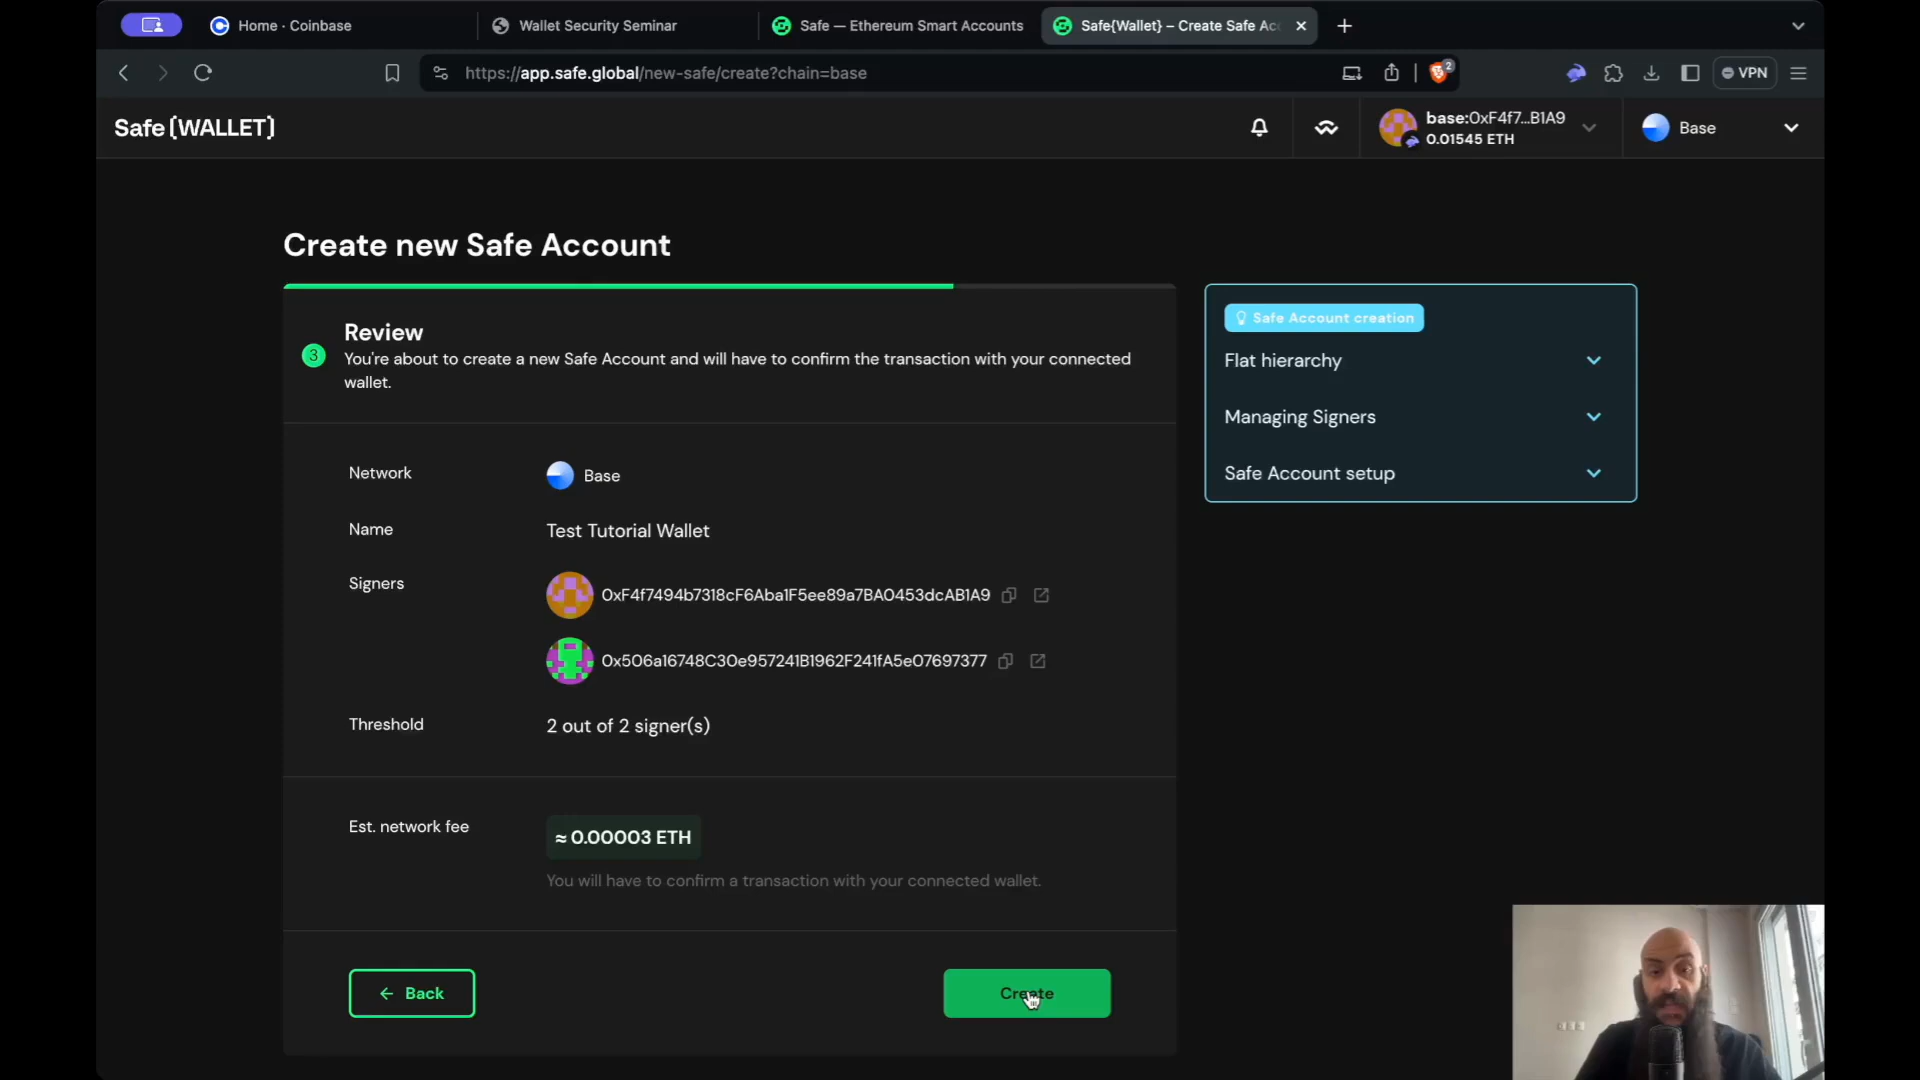 Home - Coinbase
Wallet Security Seminar
Safe — Ethereum Smart Accounts
Safe{Wallet} – Create Safe Acc
https://app.safe.global/new-safe/create?chain=base
2
VPN
Safe{WALLET}
base:0xF4f7...B1A9
0.01545 ETH
Base
Create new Safe Account
3
Review
You're about to create a new Safe Account and will have to confirm the transaction with your connected
wallet.
Network
Base
Name
Test Tutorial Wallet
Signers
0xF4f7494b7318cF6Aba1F5ee89a7BA0453dcAB1A9
0x506a16748C30e957241B1962F241fA5e07697377
Threshold
2 out of 2 signer(s)
Est. network fee
≈ 0.00003 ETH
You will have to confirm a transaction with your connected wallet.
Back
Create
Safe Account creation
Flat hierarchy
Managing Signers
Safe Account setup